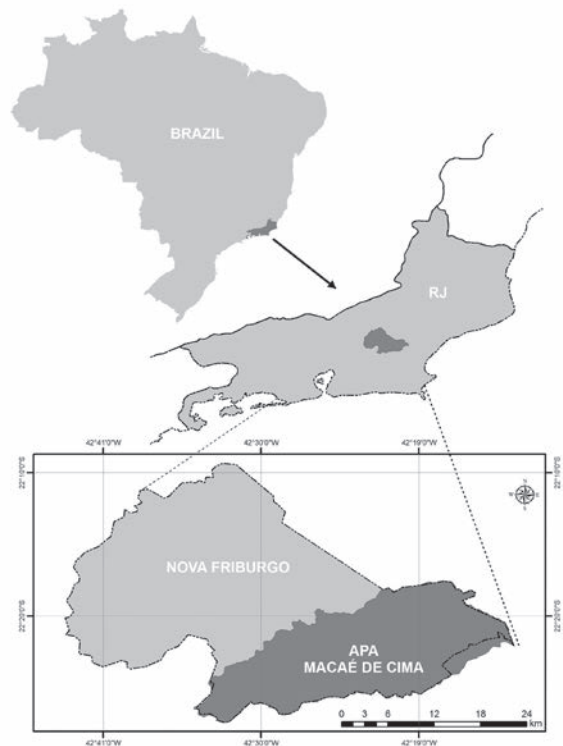 BRAZIL
RJ
42°41'0"W 42°30'0"W 42°19'0"W
22°10'0"S 22°10'0"S
N
W E
S
NOVA FRIBURGO
22°20'0"S 22°20'0"S
APA
MACAÉ DE CIMA
0 3 6 12 18 24
km
42°41'0"W 42°30'0"W 42°19'0"W